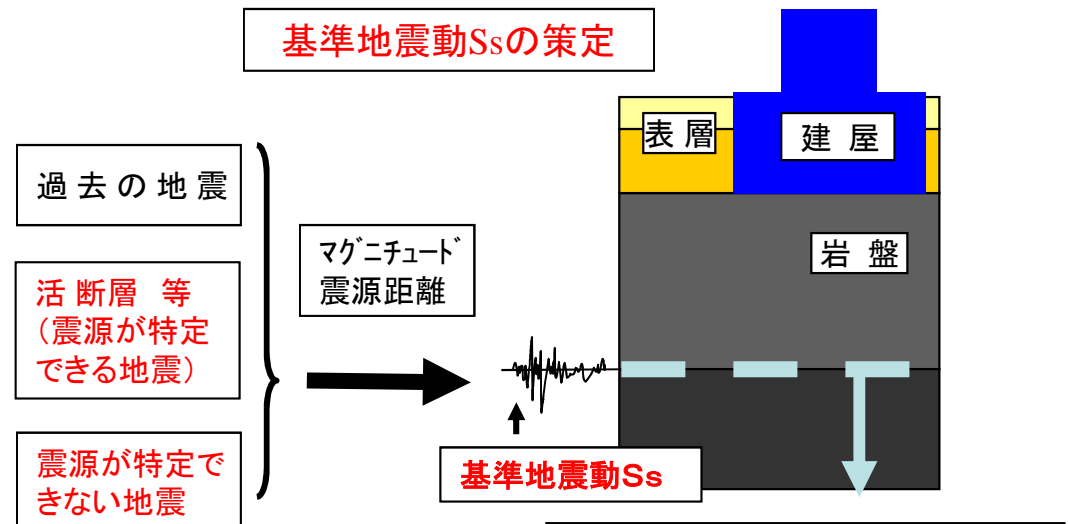 基準地震動Ssの策定
表 層
建 屋
過 去 の 地 震
マグニチュード
震源距離
岩 盤
活 断層 等
（震源が特定
できる地震）
基準地震動Ss
震源が特定で
きない地震